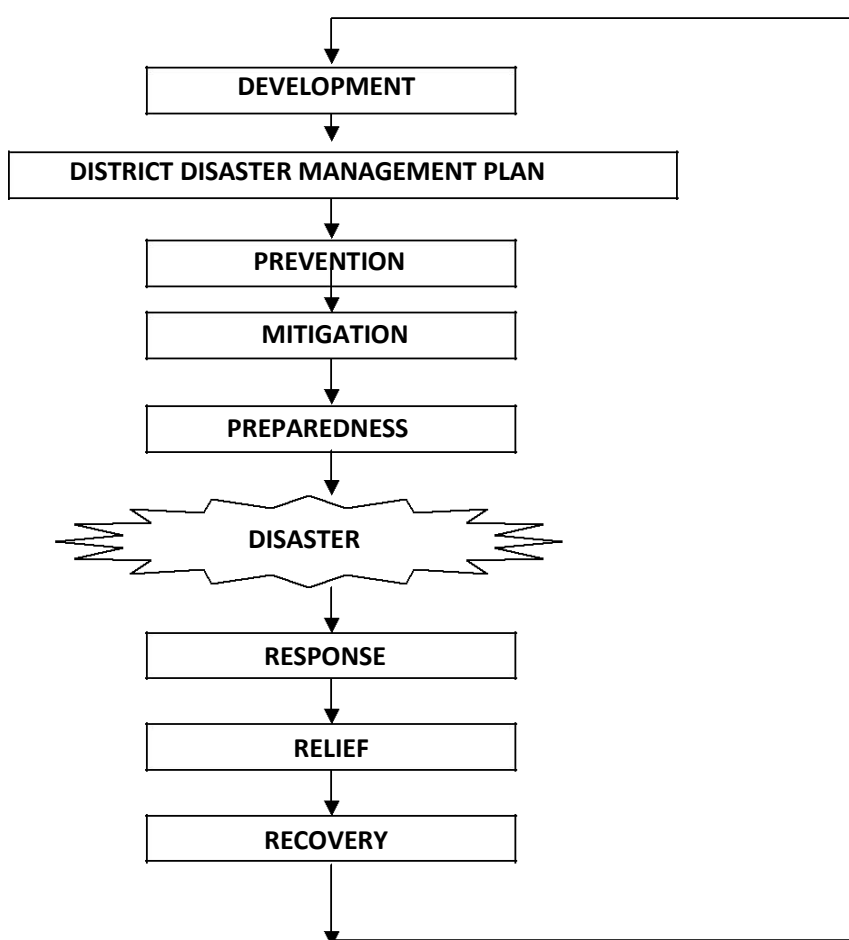 DEVELOPMENT
DISTRICT DISASTER MANAGEMENT PLAN
PREVENTION
MITIGATION
PREPAREDNESS
DISASTER
RESPONSE
RELIEF
RECOVERY